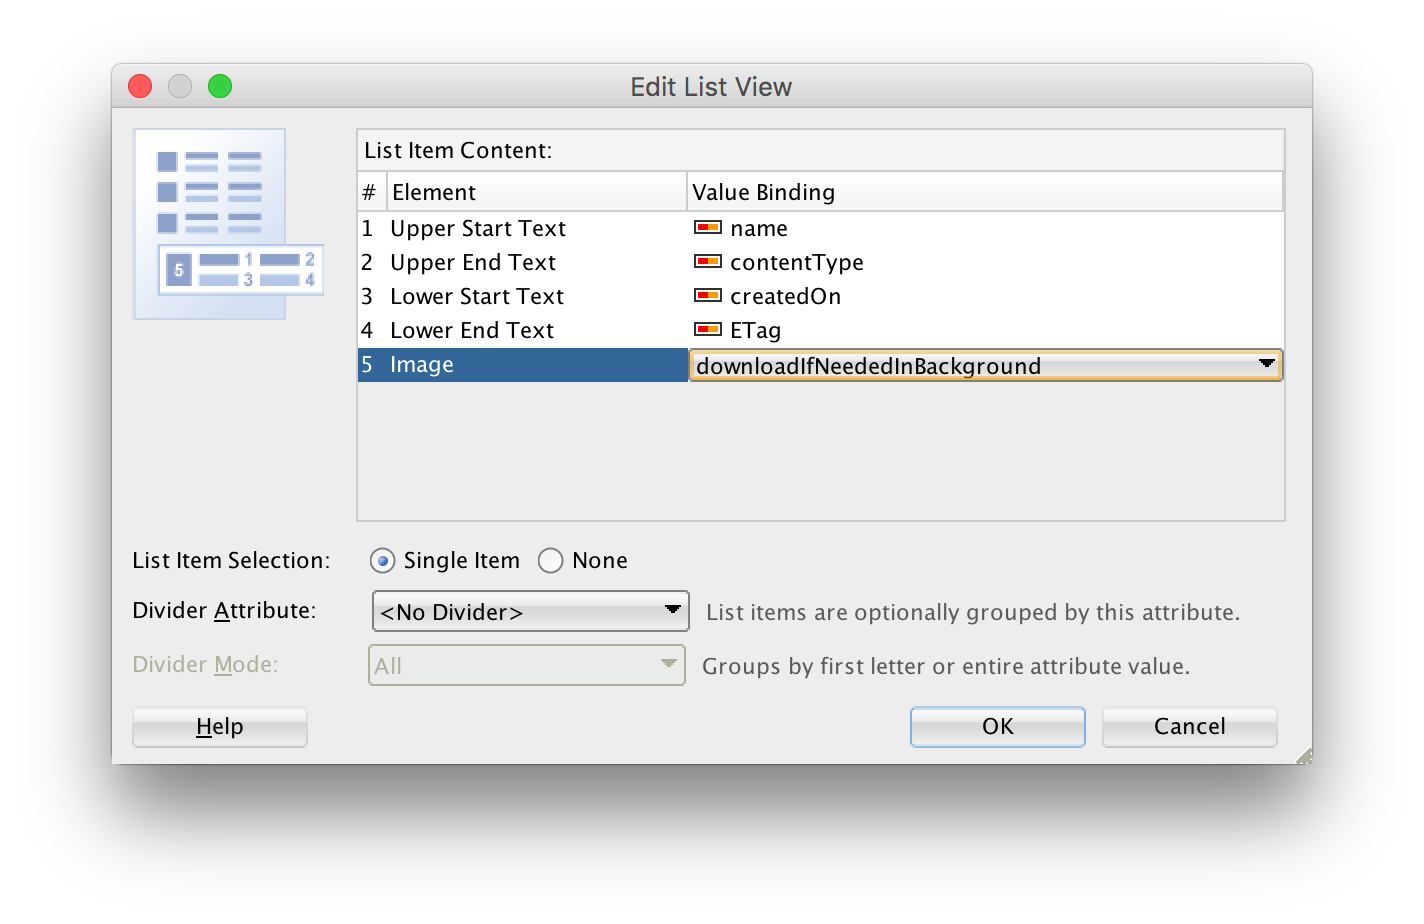 Edit List View
List Item Content:
# Element Value Binding
1 Upper Start Text name
2 Upper End Text contentType
3 Lower Start Text createdOn
4 Lower End Text ETag
5 Image downloadIfNeededInBackground
1 2
5
3 4
List Item Selection: Single Item None
Divider Attribute: <No Divider> List items are optionally grouped by this attribute.
Divider Mode: All Groups by first letter or entire attribute value.
Help OK Cancel